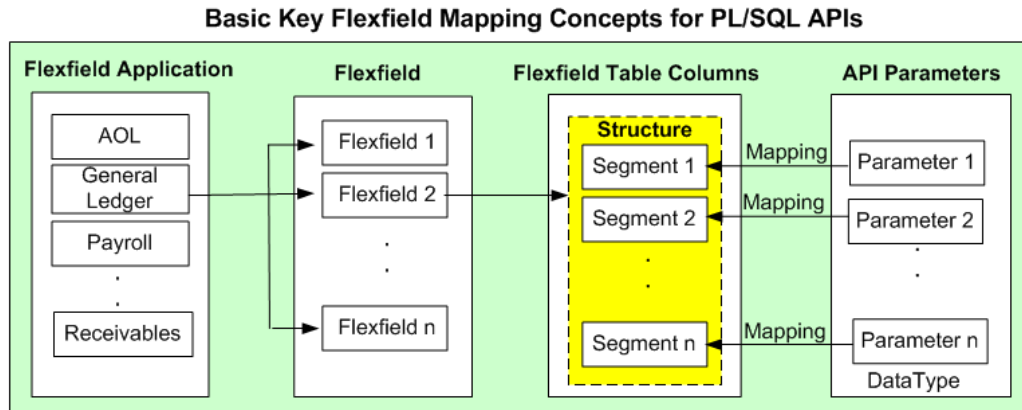 Basic Key Flexfield Mapping Concepts for PL/SQL APIs
Flexfield Application
AOL
General
Ledger
Payroll
.
.
Receivables
Flexfield
Flexfield 1
Flexfield 2
.
.
Flexfield n
Flexfield Table Columns
Structure
Segment 1
Segment 2
.
.
Segment n
Mapping
Mapping
Mapping
API Parameters
Parameter 1
Parameter 2
.
.
Parameter n
DataType